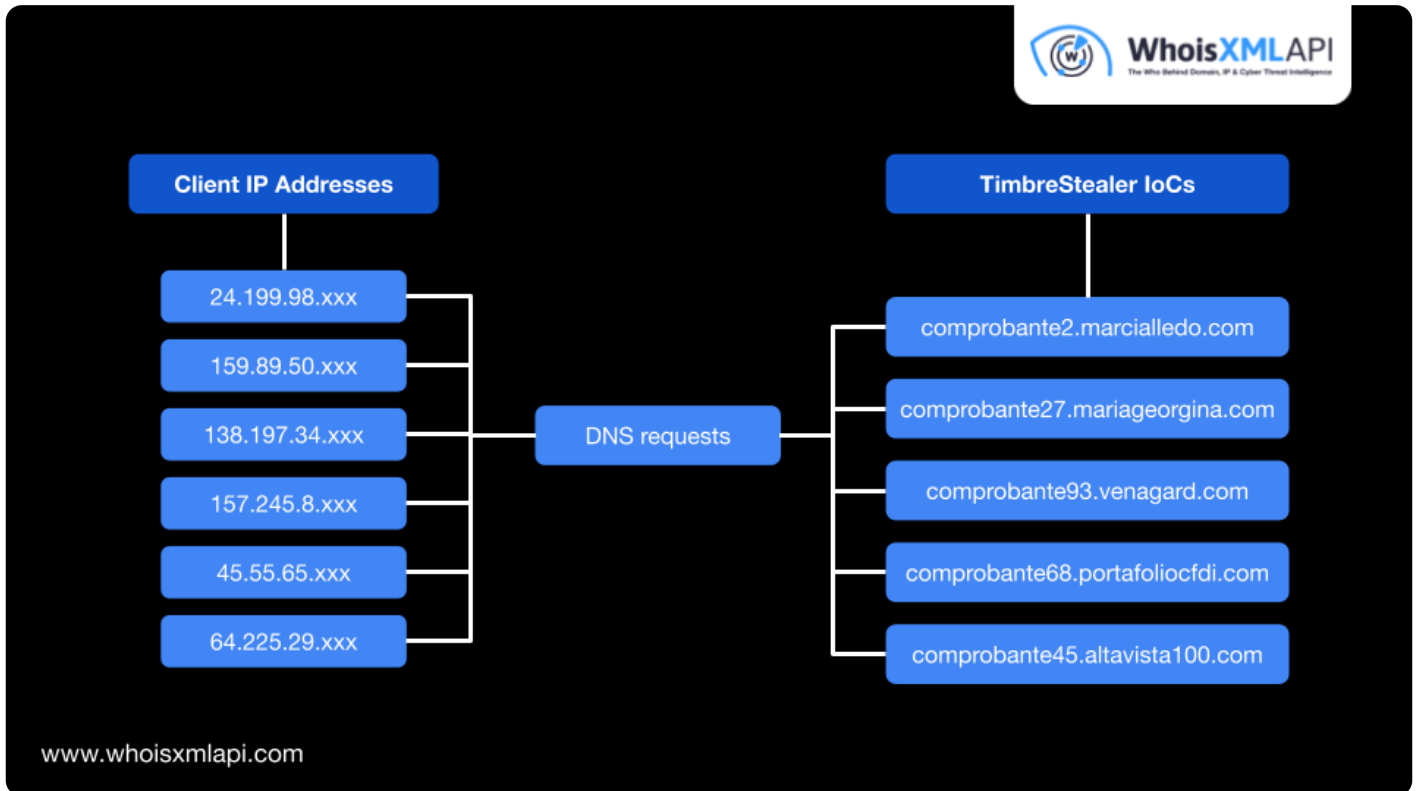 WhoisXMLAPI
The Who Behind Domain, IP & Cyber Threat Intelligence
Client IP Addresses
24.199.98.xxx
159.89.50.xxx
138.197.34.xxx
157.245.8.xxx
45.55.65.xxx
64.225.29.xxx
DNS requests
TimbreStealer IoCs
comprobante2.marcialledo.com
comprobante27.mariageorgina.com
comprobante93.venagard.com
comprobante68.portafoliocfdi.com
comprobante45.altavista100.com
www.whoisxmlapi.com